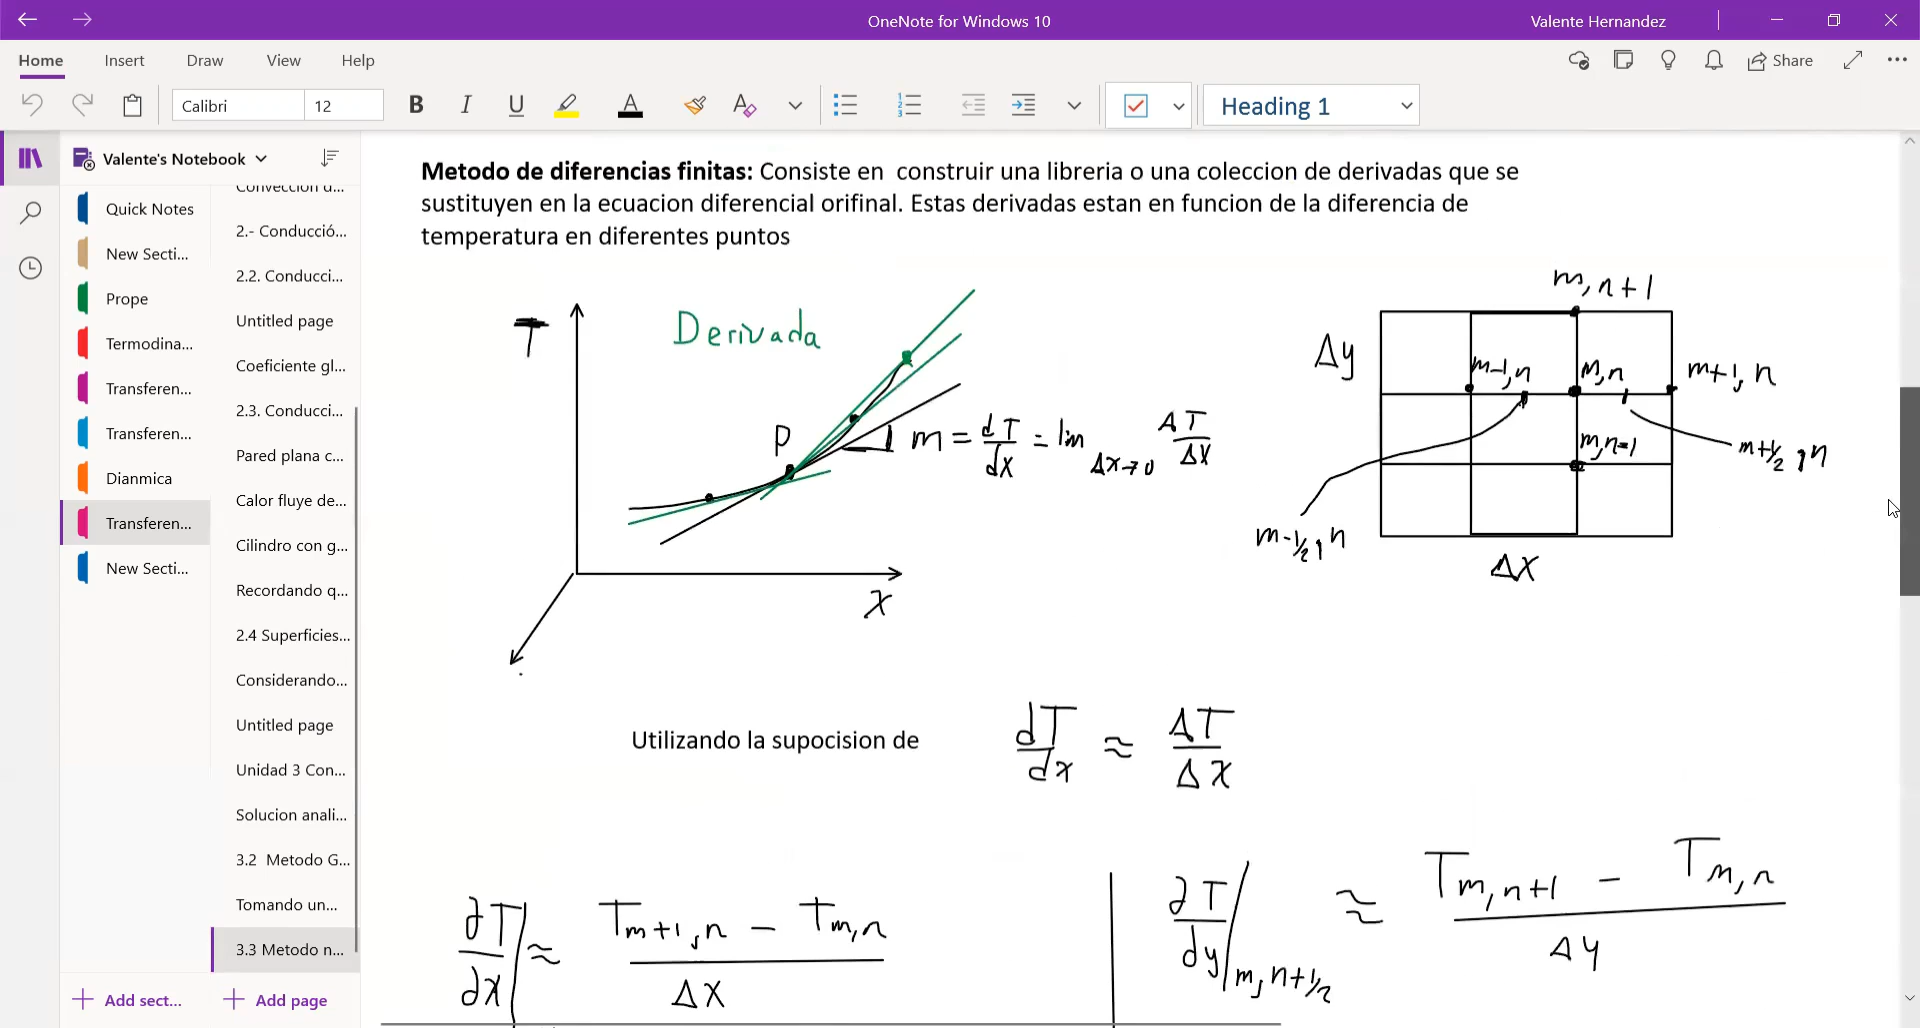 OneNote for Windows 10
Valente Hernandez
Home
Insert
Draw
View
Help
Share
Calibri
12
B
I
U
A
A
Heading 1
Valente's Notebook
Quick Notes
New Secti...
Prope
Termodina...
Transferen...
Transferen...
Dianmica
Transferen...
New Secti...
Add sect...
2.- Conducció...
2.2. Conducci...
Untitled page
Coeficiente gl...
2.3. Conducci...
Pared plana c...
Calor fluye de...
Cilindro con g...
Recordando q...
2.4 Superficies...
Considerando...
Untitled page
Unidad 3 Con...
Solucion anali...
3.2 Metodo G...
Tomando un...
3.3 Metodo n...
Add page
Metodo de diferencias finitas: Consiste en construir una libreria o una coleccion de derivadas que se
sustituyen en la ecuacion diferencial orifinal. Estas derivadas estan en funcion de la diferencia de
temperatura en diferentes puntos
T
Derivada
P
m = dT/dx = lim Δx→0 ΔT/Δx
x
m, n+1
Δy
m-1, n
m, n
m+1, n
m, n-1
m+1/2, n
m-1/2, n
Δx
Utilizando la supocision de
dT/dx ≈ ΔT/Δx
∂T/∂x| ≈ (Tm+1,n - Tm,n)/Δx
∂T/dy|m,n+1/2 ≈ (Tm,n+1 - Tm,n)/Δy